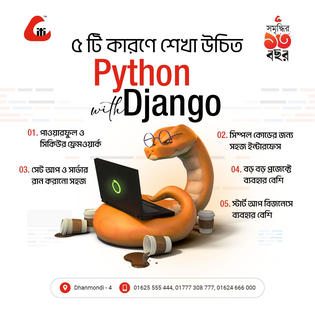 citi
সমৃদ্ধির
১৩
বছর
৫ টি কারণে শেখা উচিত
Python
with Django
01. পাওয়ারফুল ও
সিকিউর ফ্রেমওয়ার্ক
02. সিম্পল কোডের জন্য
সহজ ইন্টারফেস
03. সেট আপ ও সার্ভার
রান করানো সহজ
04. বড় বড় প্রজেক্টে
ব্যবহার বেশি
05. স্টার্ট আপ বিজনেসে
ব্যবহার বেশি
Dhanmondi - 4
01625 555 444, 01777 308 777, 01624 666 000